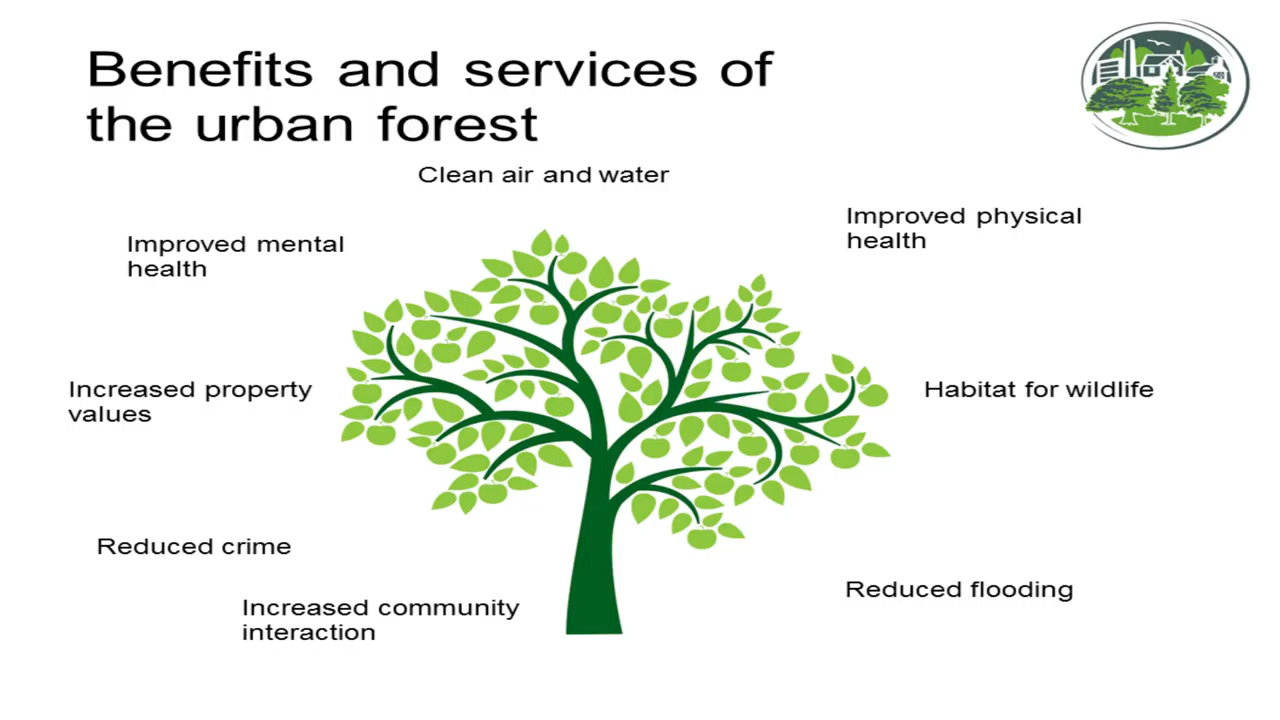 Benefits and services of
the urban forest
Clean air and water
Improved physical
health
Improved mental
health
Increased property
values
Habitat for wildlife
Reduced crime
Reduced flooding
Increased community
interaction